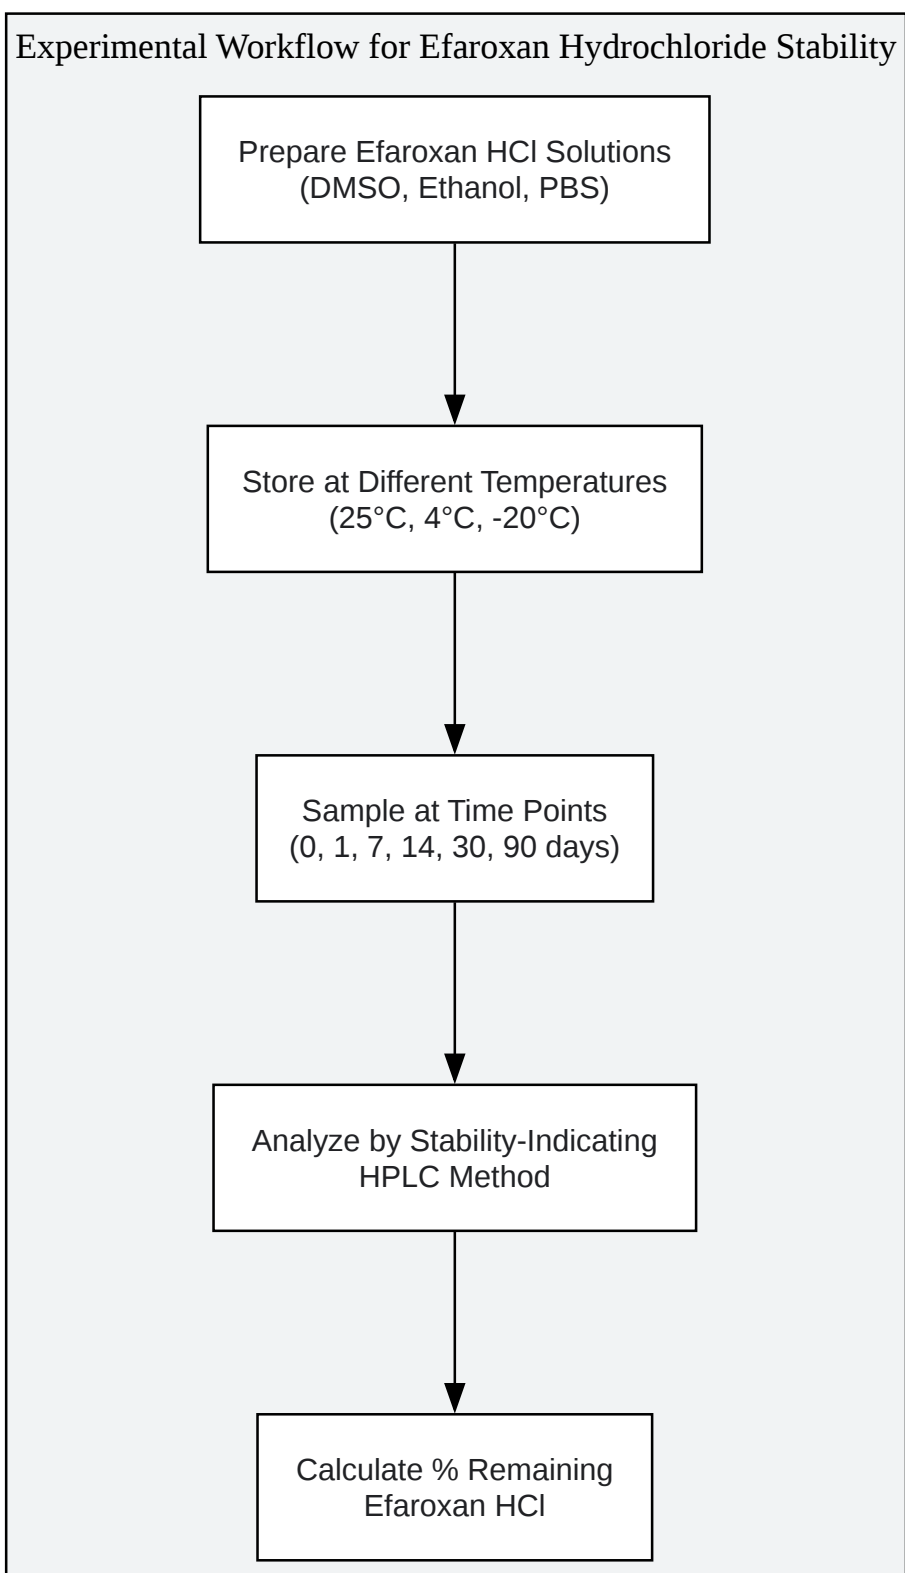 Experimental Workflow for Efaroxan Hydrochloride Stability
Prepare Efaroxan HCl Solutions
(DMSO, Ethanol, PBS)
Store at Different Temperatures
(25°C, 4°C, -20°C)
Sample at Time Points
(0, 1, 7, 14, 30, 90 days)
Analyze by Stability-Indicating
HPLC Method
Calculate % Remaining
Efaroxan HCl